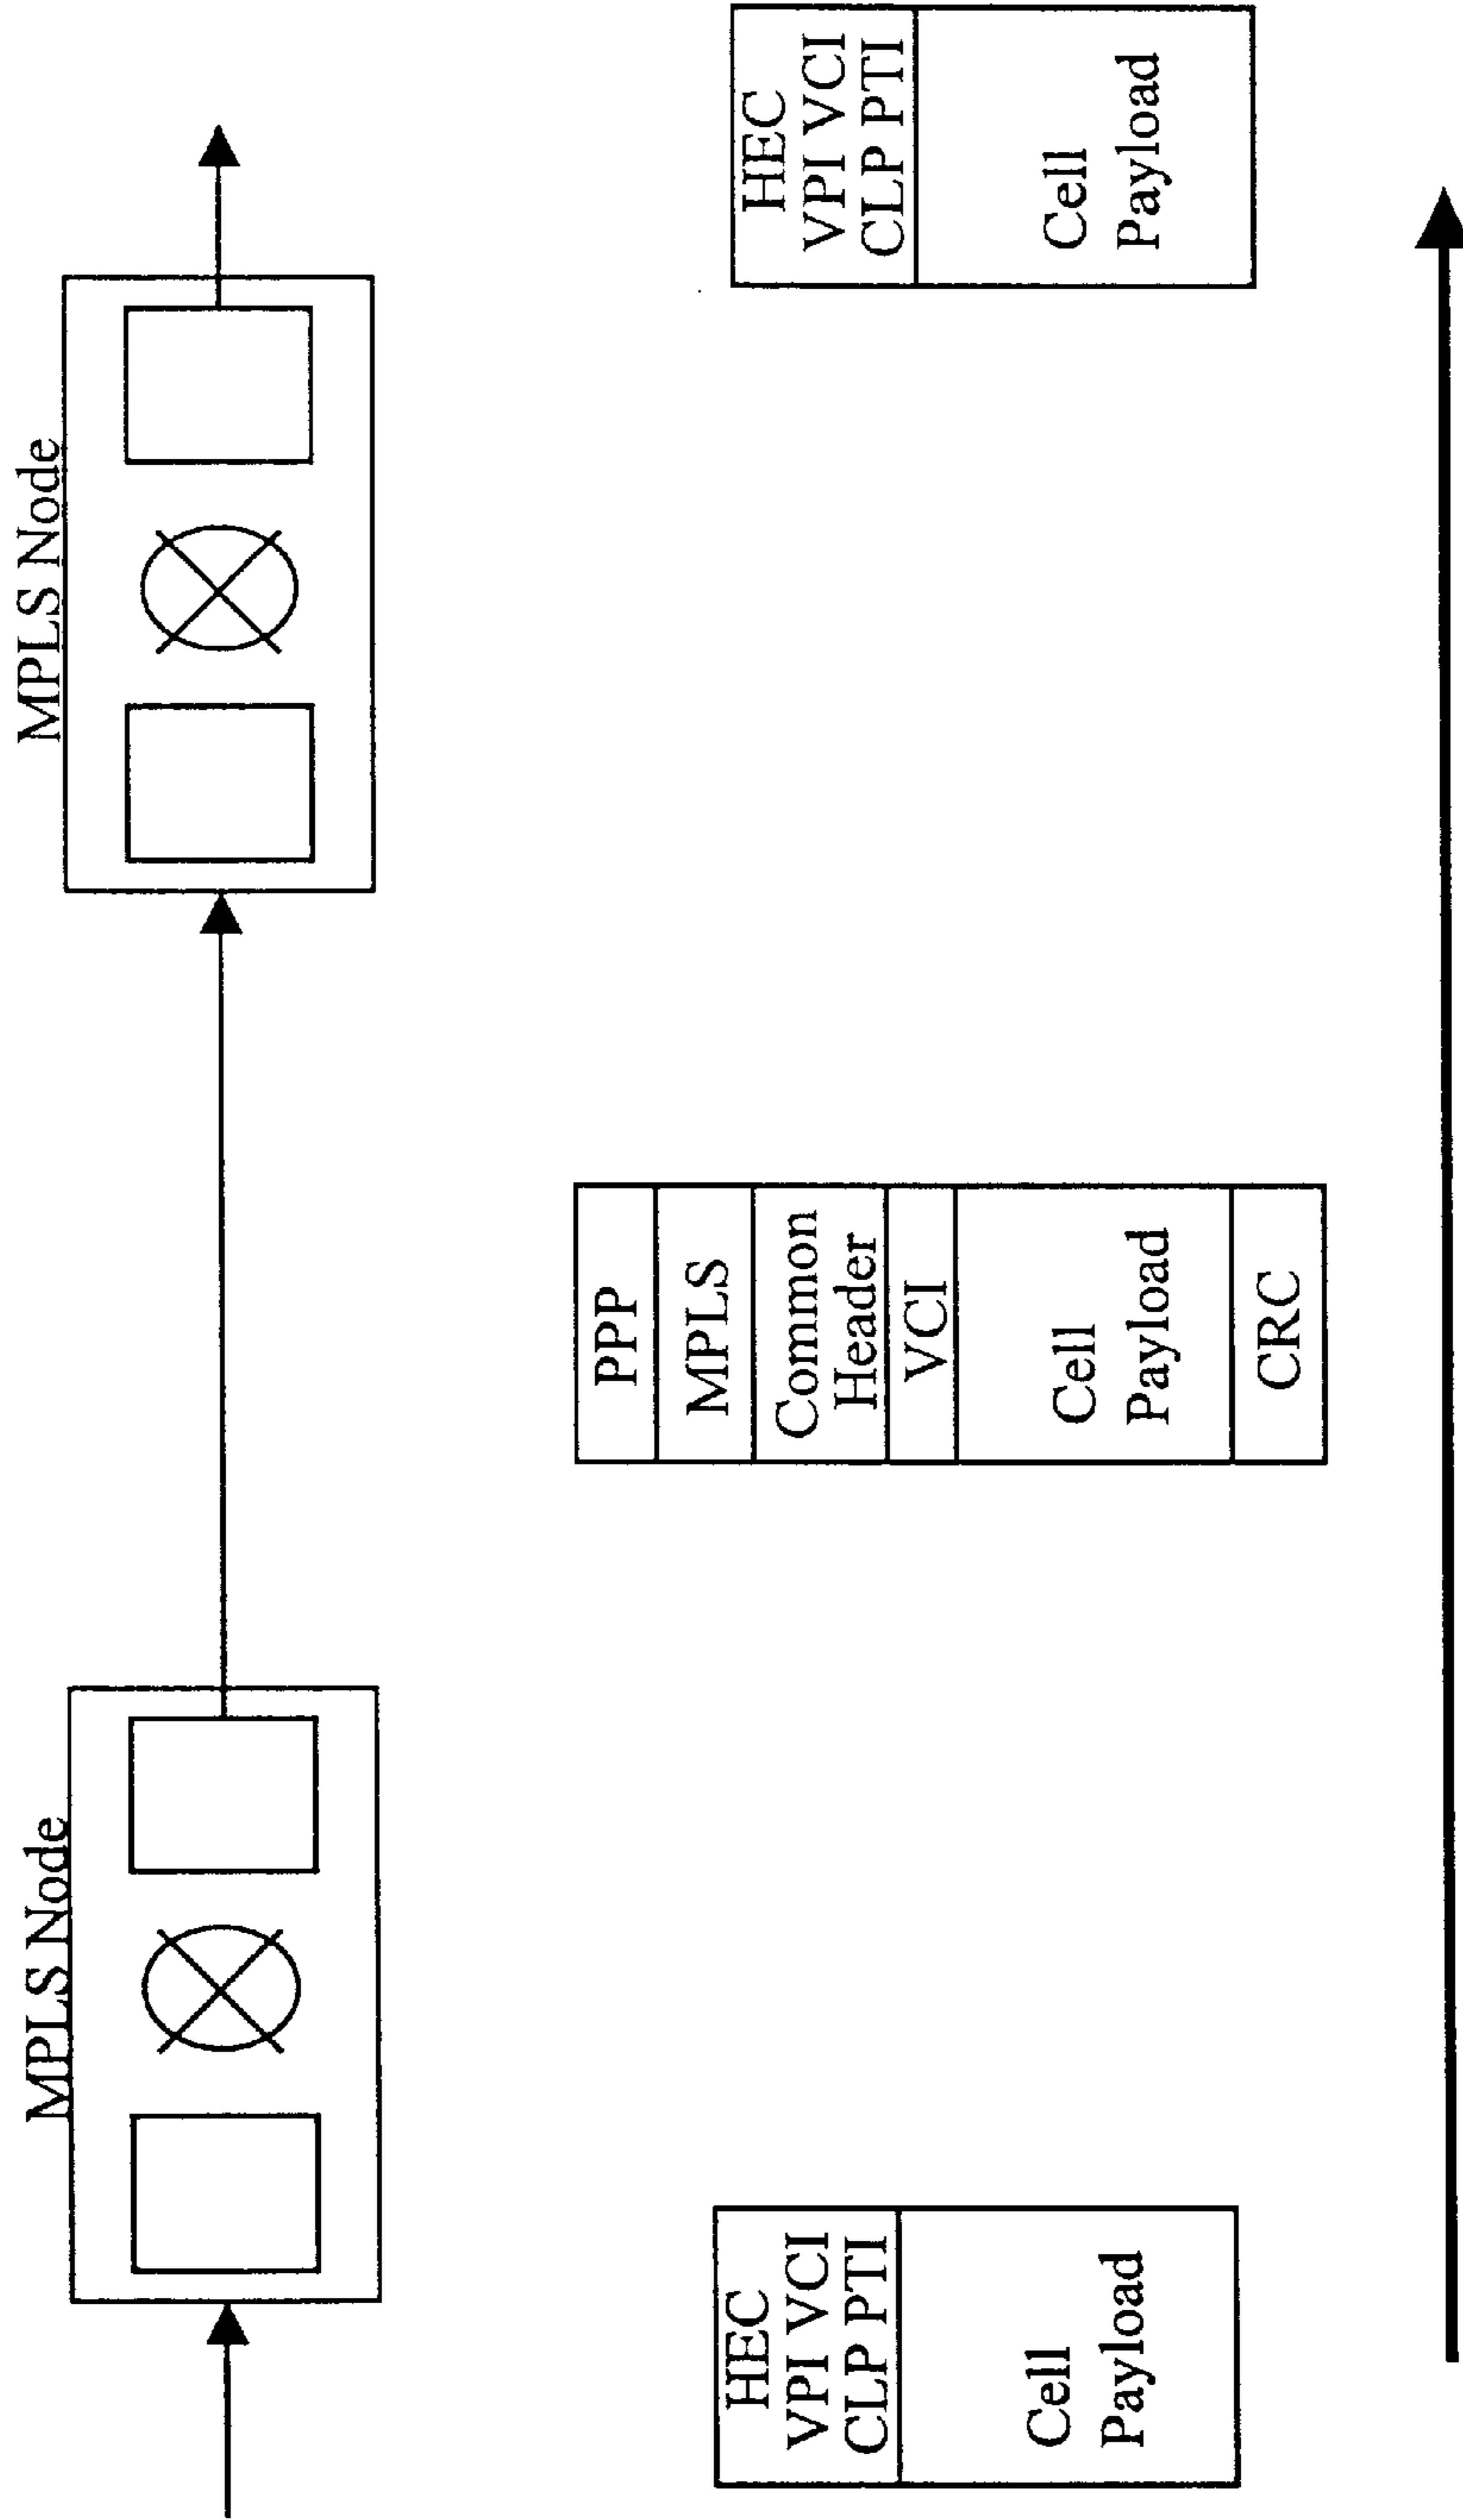 MPLS Node
MPLS Node
HEC
VPI VCI
CLP PTI
Cell
Payload
PPP
MPLS
Common
Header
VCI
Cell
Payload
CRC
HEC
VPI VCI
CLP PTI
Cell
Payload